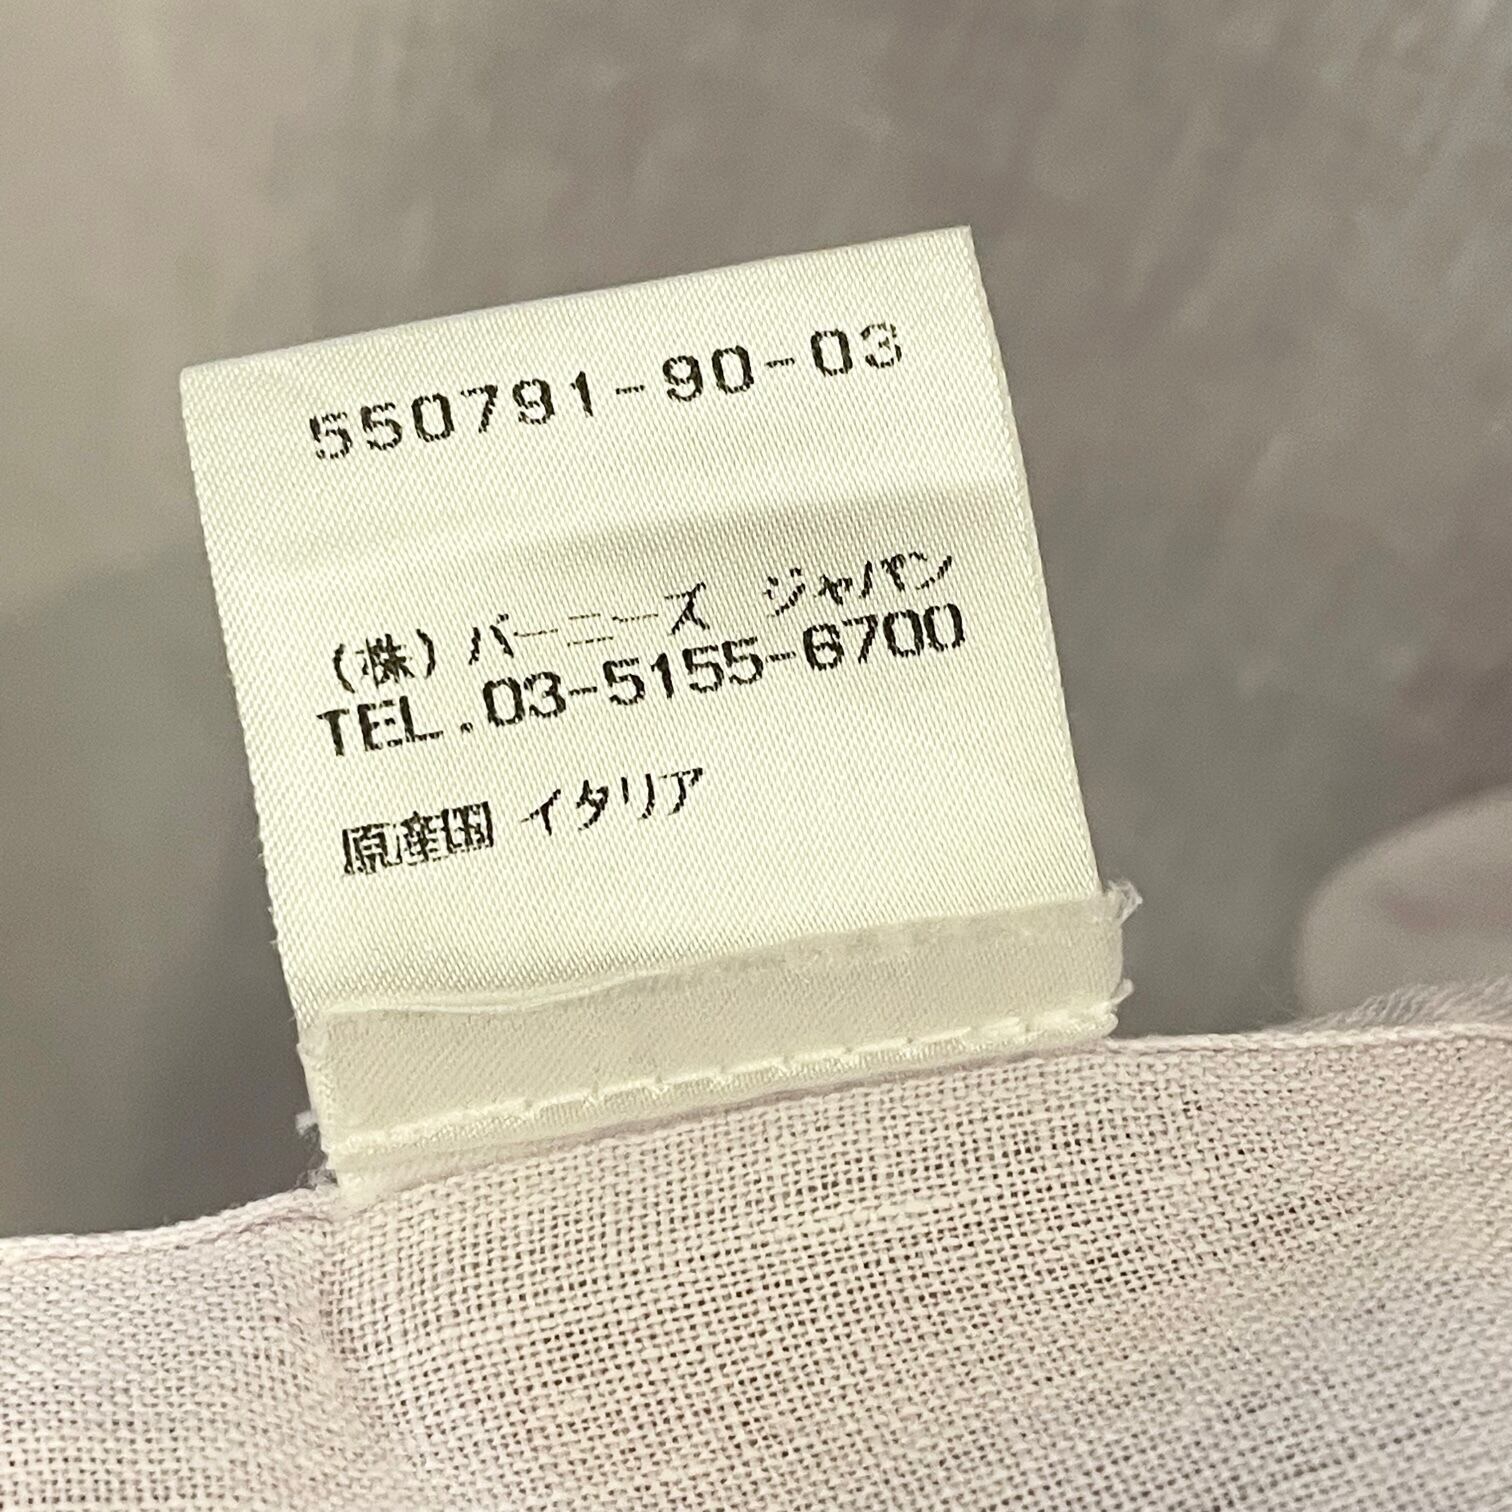 550791-90-03
(株) バーニーズ ジャパン
TEL.03-5155-6700
原産国 イタリア